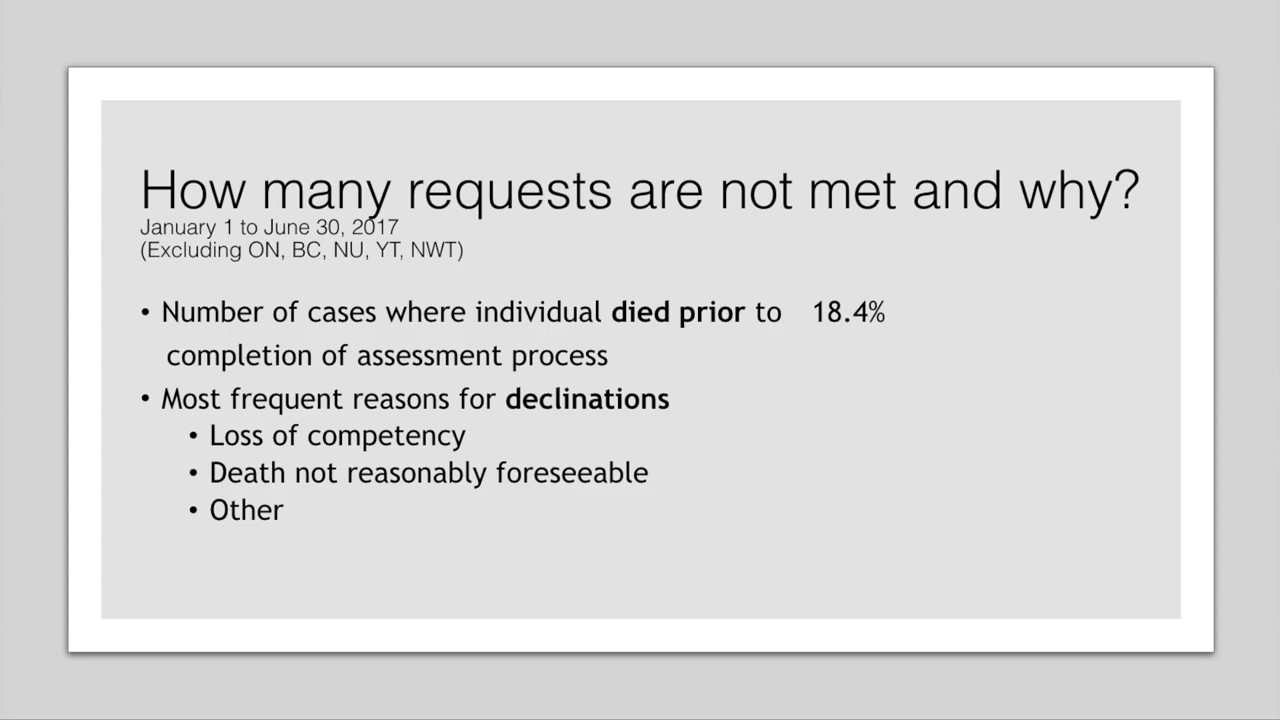 How many requests are not met and why?
January 1 to June 30, 2017
(Excluding ON, BC, NU, YT, NWT)
• Number of cases where individual died prior to 18.4%
completion of assessment process
• Most frequent reasons for declinations
• Loss of competency
• Death not reasonably foreseeable
• Other